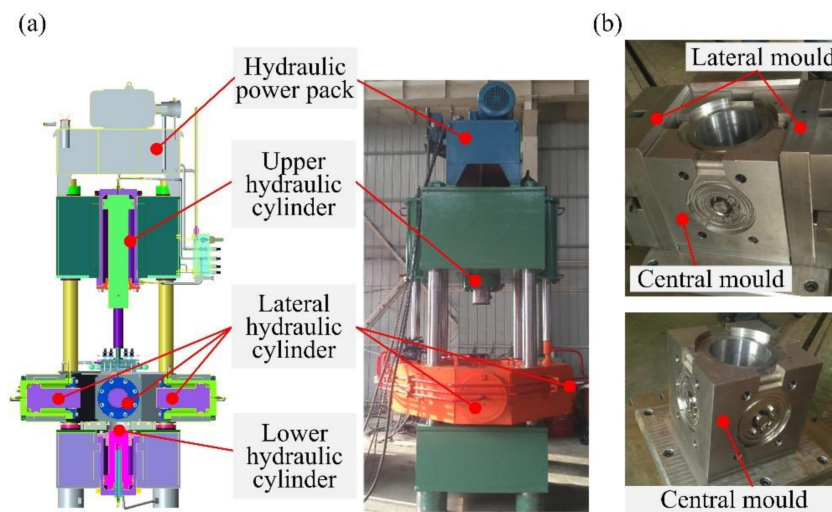 (a)
Hydraulic
power pack
Upper
hydraulic
cylinder
Lateral
hydraulic
cylinder
Lower
hydraulic
cylinder
(b)
Lateral mould
Central mould
Central mould